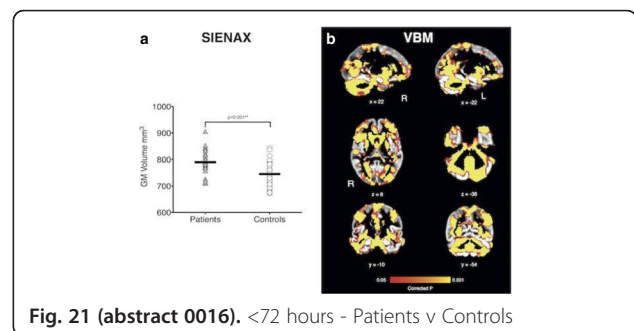 a
SIENAX
b
VBM
R
L
x = 22
x = -22
p=0.001**
1000
900
800
700
600
GM Volume mm³
Patients
Controls
R
z = 8
z = -38
y = -10
y = -54
0.05
0.001
Corrected P
Fig. 21 (abstract 0016). <72 hours - Patients v Controls